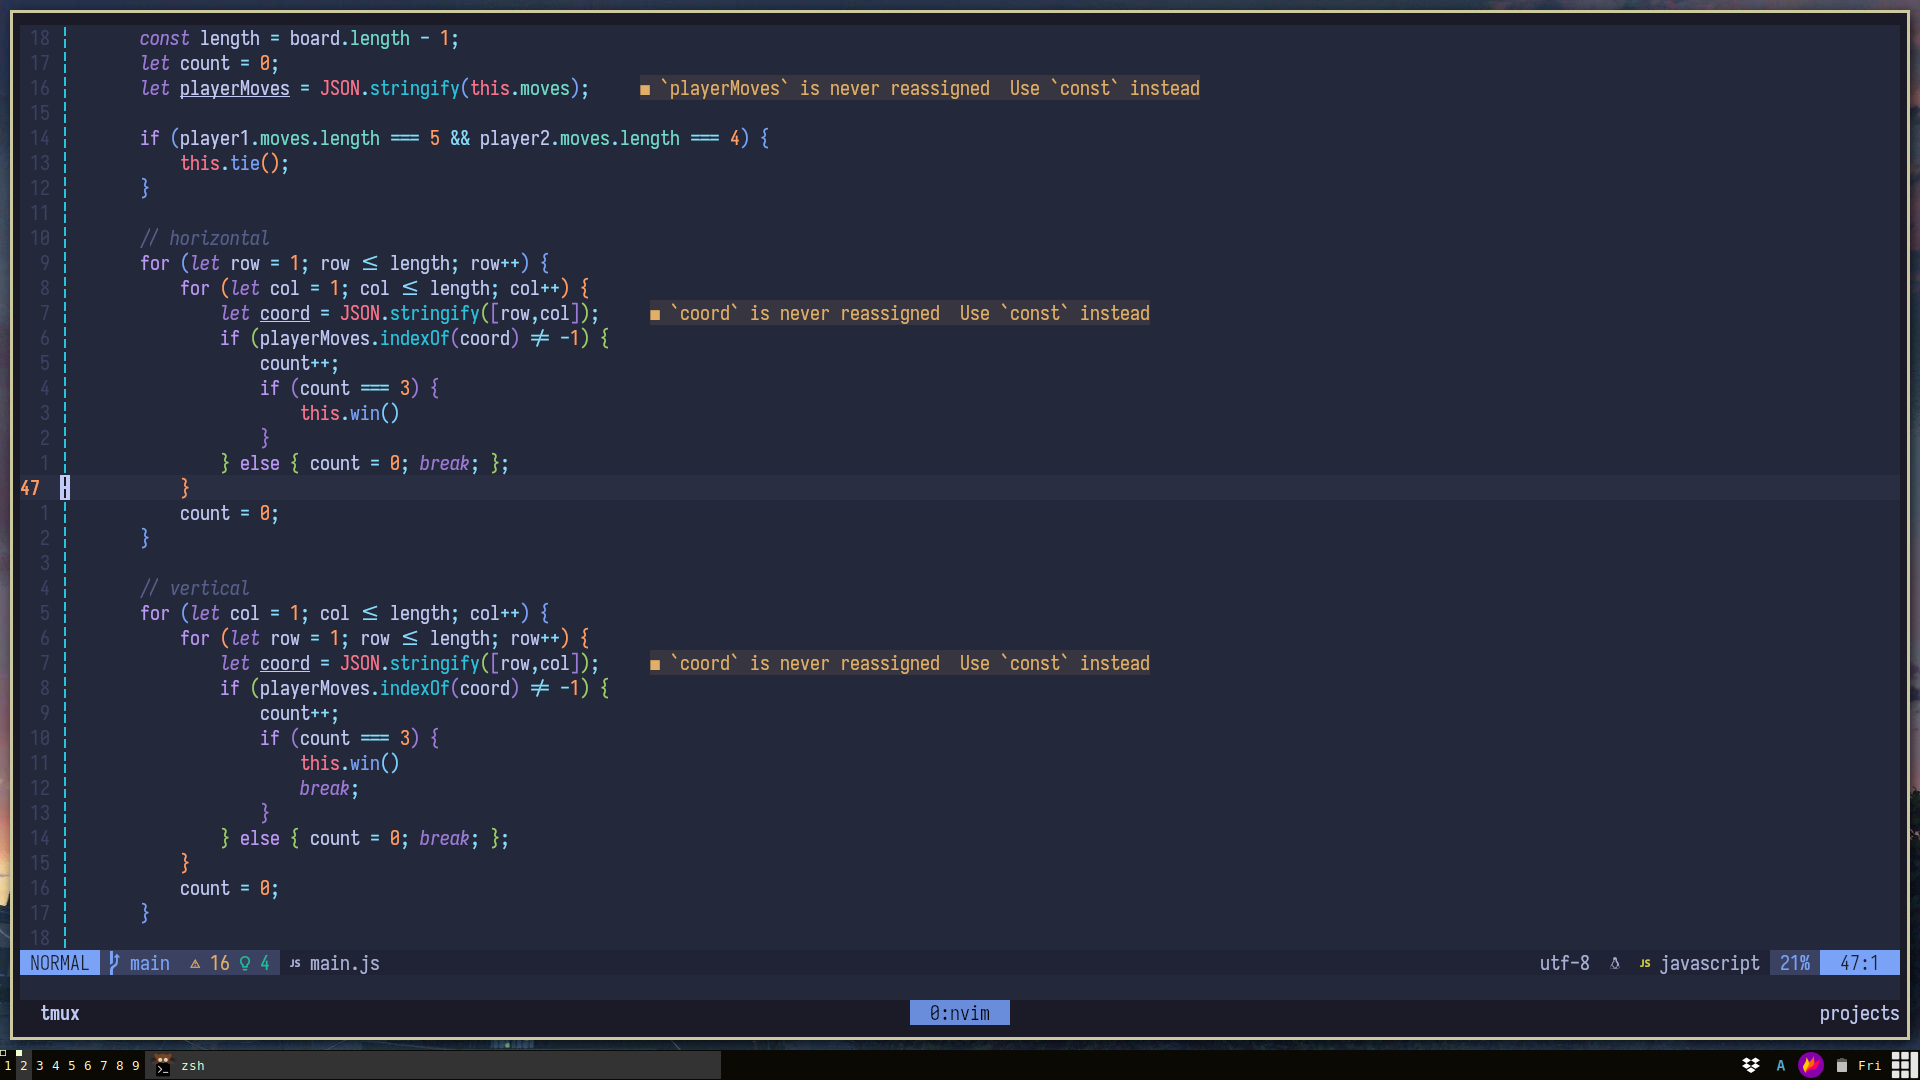 18 const length = board.length - 1;
17 let count = 0;
16 let playerMoves = JSON.stringify(this.moves); ■ `playerMoves` is never reassigned  Use `const` instead
15
14 if (player1.moves.length === 5 && player2.moves.length === 4) {
13 this.tie();
12 }
11
10 // horizontal
9 for (let row = 1; row ≤ length; row++) {
8 for (let col = 1; col ≤ length; col++) {
7 let coord = JSON.stringify([row,col]); ■ `coord` is never reassigned  Use `const` instead
6 if (playerMoves.indexOf(coord) ≠ -1) {
5 count++;
4 if (count === 3) {
3 this.win()
2 }
1 } else { count = 0; break; };
47 }
1 count = 0;
2 }
3
4 // vertical
5 for (let col = 1; col ≤ length; col++) {
6 for (let row = 1; row ≤ length; row++) {
7 let coord = JSON.stringify([row,col]); ■ `coord` is never reassigned  Use `const` instead
8 if (playerMoves.indexOf(coord) ≠ -1) {
9 count++;
10 if (count === 3) {
11 this.win()
12 break;
13 }
14 } else { count = 0; break; };
15 }
16 count = 0;
17 }
18
NORMAL main ⚠ 16 4 JS main.js utf-8 JS javascript 21% 47:1
tmux 0:nvim projects
1 2 3 4 5 6 7 8 9 zsh A Fri